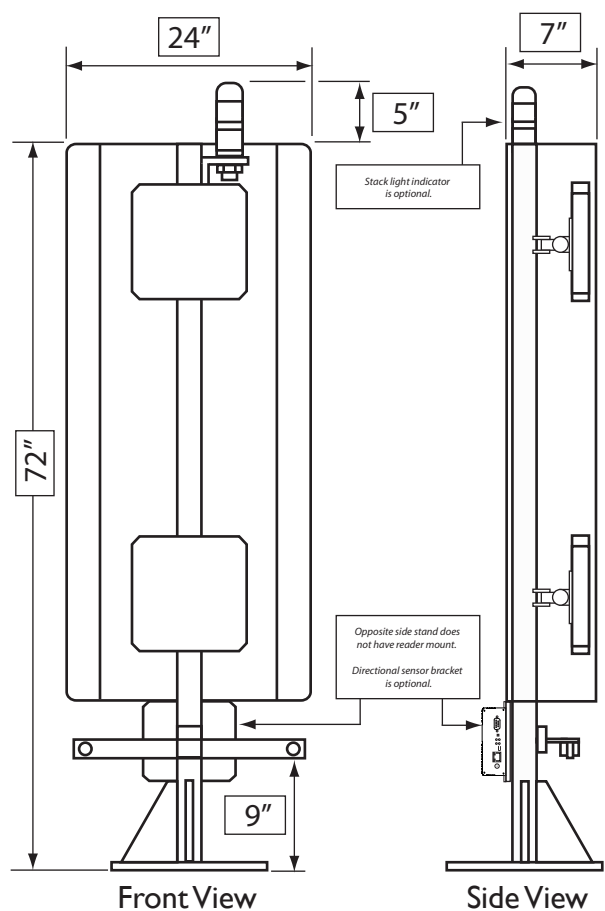 24″
7″
5″
Stack light indicator
is optional.
72″
Opposite side stand does
not have reader mount.
Directional sensor bracket
is optional.
9″
Front View
Side View